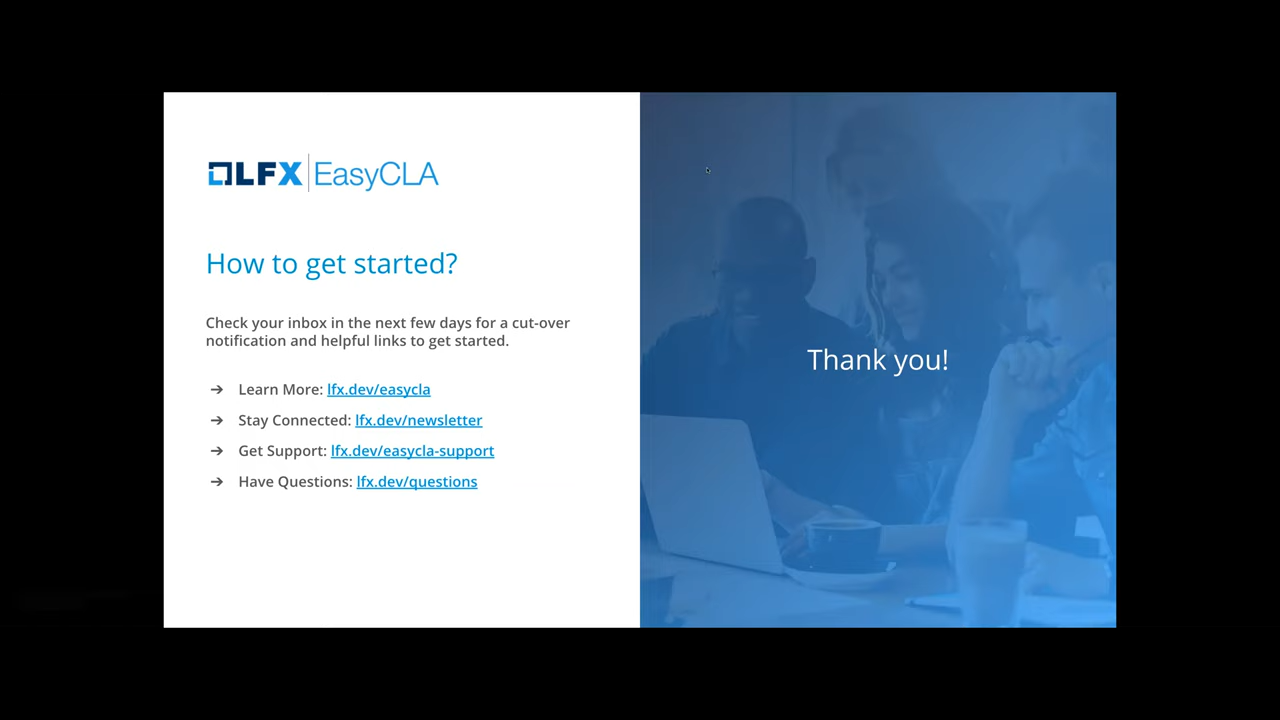 LFX EasyCLA
How to get started?
Check your inbox in the next few days for a cut-over
notification and helpful links to get started.
➔ Learn More: lfx.dev/easycla
➔ Stay Connected: lfx.dev/newsletter
➔ Get Support: lfx.dev/easycla-support
➔ Have Questions: lfx.dev/questions
Thank you!